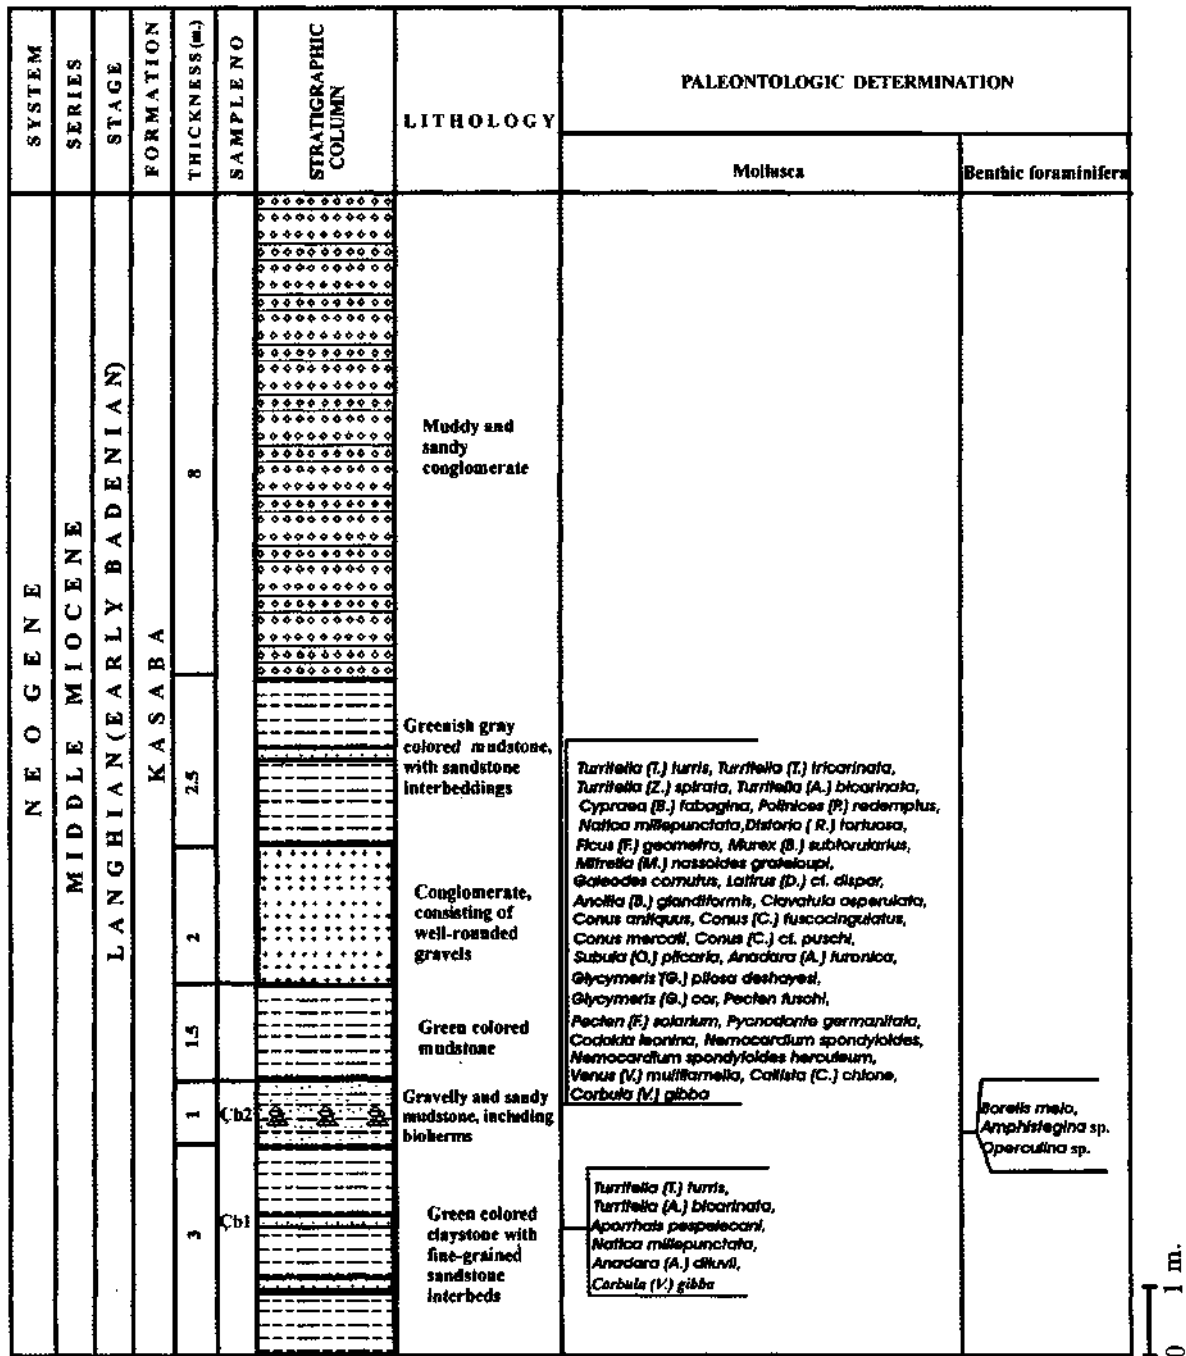 SYSTEM
SERIES
STAGE
FORMATION
THICKNESS (m.)
SAMPLE NO
STRATIGRAPHIC
COLUMN
LITHOLOGY
PALEONTOLOGIC DETERMINATION
Mollusca
Benthic foraminifera
NEOGENE
MIDDLE MIOCENE
LANGHIAN (EARLY BADENIAN)
KASABA
8
Muddy and
sandy
conglomerate
2.5
Greenish gray
colored mudstone,
with sandstone
interbeddings
2
Conglomerate,
consisting of
well-rounded
gravels
1.5
Green colored
mudstone
1
Çb2
Gravelly and sandy
mudstone, including
bioherms
3
Çb1
Green colored
claystone with
fine-grained
sandstone
interbeds
Turritella (T.) turris, Turritella (T.) tricarinata,
Turritella (Z.) spirata, Turritella (A.) bicarinata,
Cypraea (B.) fabagina, Polinices (P.) redemptus,
Natica millepunctata, Distorio ( R.) tortuosa,
Ficus (F.) geometra, Murex (B.) subtorularius,
Mitrella (M.) nassoides grateloupi,
Galeodes cornutus, Latirus (D.) cf. dispar,
Ancilla (B.) glandiformis, Clavatula asperulata,
Conus antiquus, Conus (C.) fuscocingulatus,
Conus mercati, Conus (C.) cf. puschi,
Subula (O.) plicaria, Anadara (A.) turonica,
Glycymeris (G.) pilosa deshayesi,
Glycymeris (G.) cor, Pecten fuschi,
Pecten (F.) solarium, Pycnodonte germanitala,
Codakia leonina, Nemocardium spondyloides,
Nemocardium spondyloides herculeum,
Venus (V.) multilamella, Callista (C.) chione,
Corbula (V.) gibba
Borelis melo,
Amphistegina sp.
Operculina sp.
Turritella (T.) turris,
Turritella (A.) bicarinata,
Aporrhais pespelecani,
Natica millepunctata,
Anadara (A.) diluvii,
Corbula (V.) gibba
0 1 m.